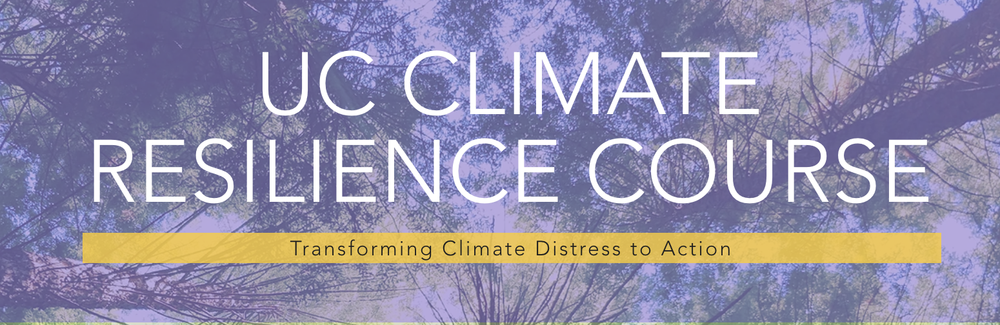 UC CLIMATE
RESILIENCE COURSE
Transforming Climate Distress to Action